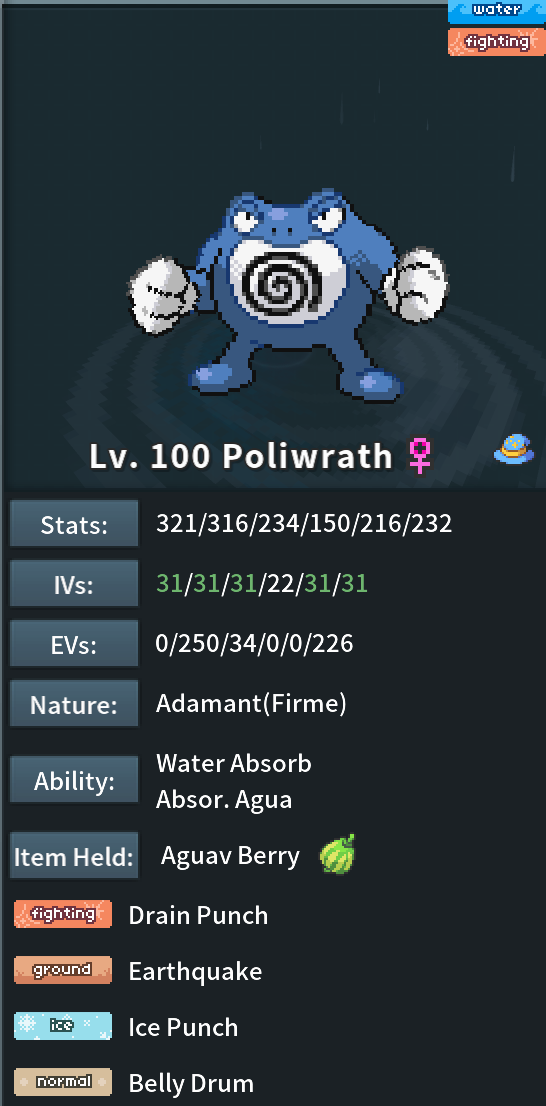 water
fighting
Lv. 100 Poliwrath ♀
Stats: 321/316/234/150/216/232
IVs: 31/31/31/22/31/31
EVs: 0/250/34/0/0/226
Nature: Adamant(Firme)
Ability: Water Absorb
Absor. Agua
Item Held: Aguav Berry
fighting Drain Punch
ground Earthquake
ice Ice Punch
normal Belly Drum